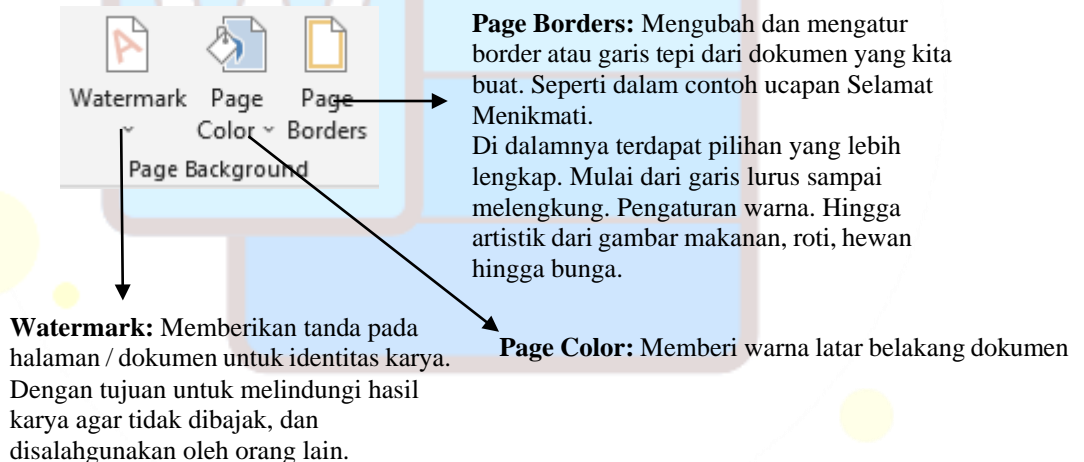 Watermark
Page
Color
Page
Borders
Page Background
Page Borders: Mengubah dan mengatur
border atau garis tepi dari dokumen yang kita
buat. Seperti dalam contoh ucapan Selamat
Menikmati.
Di dalamnya terdapat pilihan yang lebih
lengkap. Mulai dari garis lurus sampai
melengkung. Pengaturan warna. Hingga
artistik dari gambar makanan, roti, hewan
hingga bunga.
Watermark: Memberikan tanda pada
halaman / dokumen untuk identitas karya.
Dengan tujuan untuk melindungi hasil
karya agar tidak dibajak, dan
disalahgunakan oleh orang lain.
Page Color: Memberi warna latar belakang dokumen